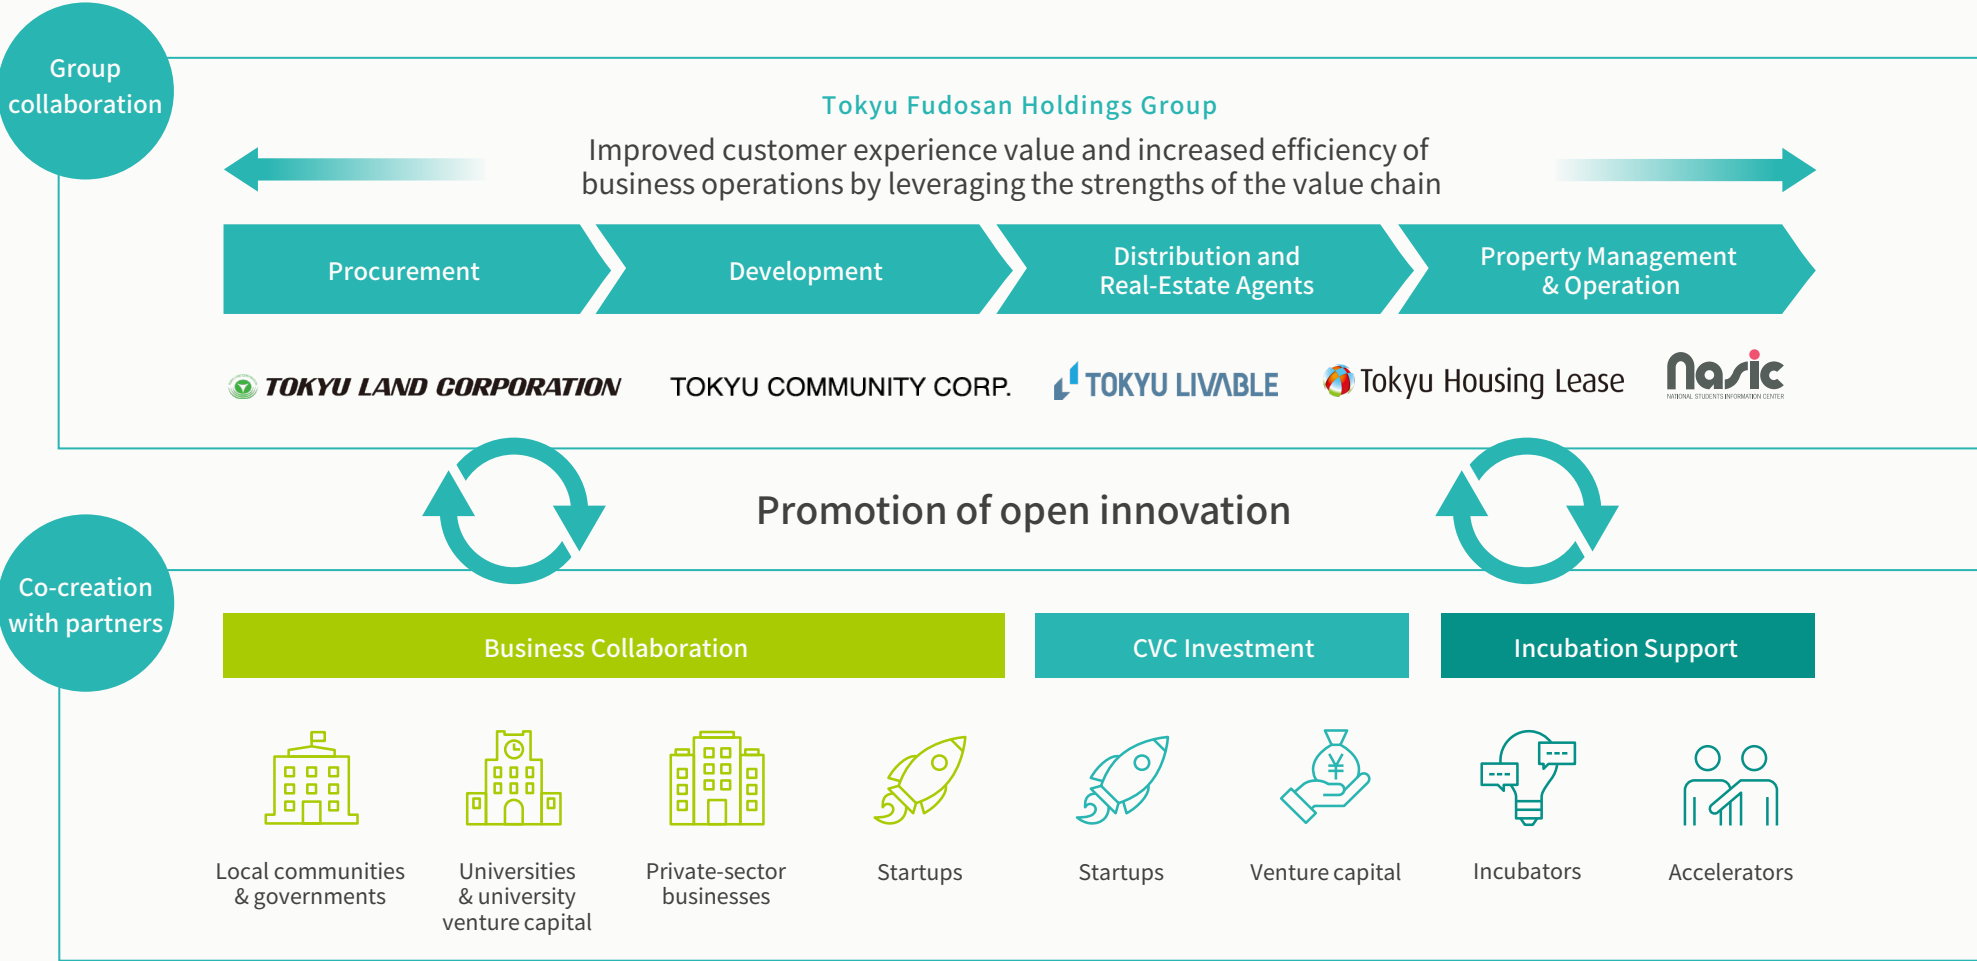 Group
collaboration
Tokyu Fudosan Holdings Group
Improved customer experience value and increased efficiency of
business operations by leveraging the strengths of the value chain
Procurement
Development
Distribution and
Real-Estate Agents
Property Management
& Operation
TOKYU LAND CORPORATION
TOKYU COMMUNITY CORP.
TOKYU LIVABLE
Tokyu Housing Lease
nasic
NATIONAL STUDENTS INFORMATION CENTER
Promotion of open innovation
Co-creation
with partners
Business Collaboration
CVC Investment
Incubation Support
¥
Local communities
& governments
Universities
& university
venture capital
Private-sector
businesses
Startups
Startups
Venture capital
Incubators
Accelerators